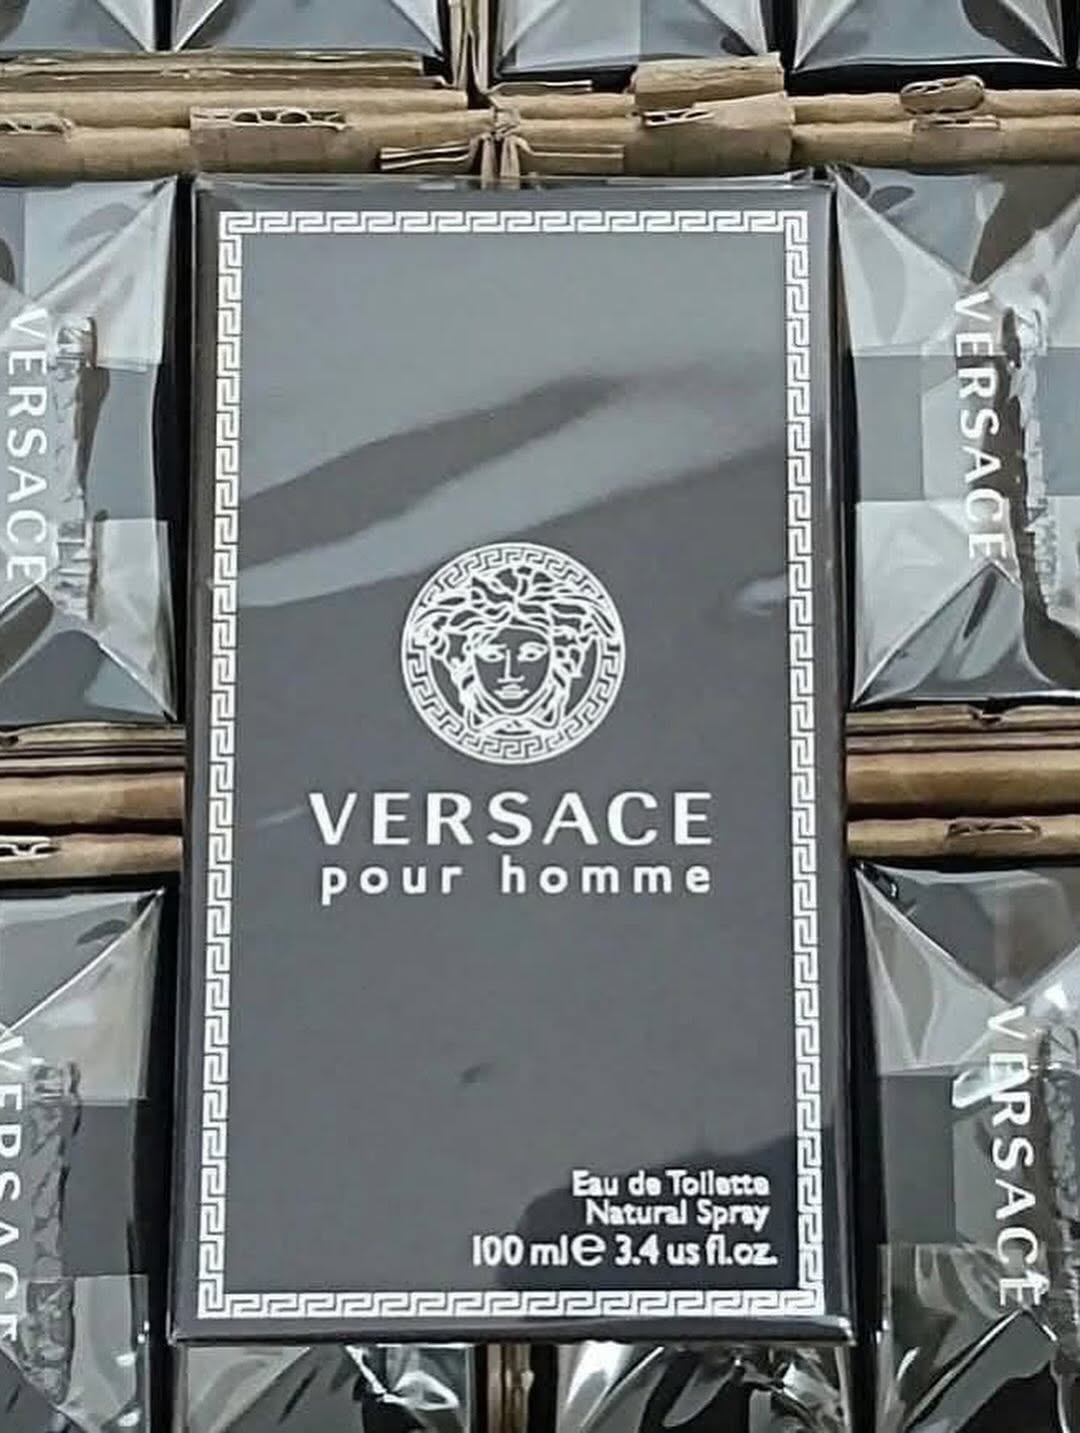 VERSACE
VERSACE
VERSACE
pour homme
Eau de Toilette
Natural Spray
100 ml e 3.4 us fl.oz.
VERSACE
VERSACE